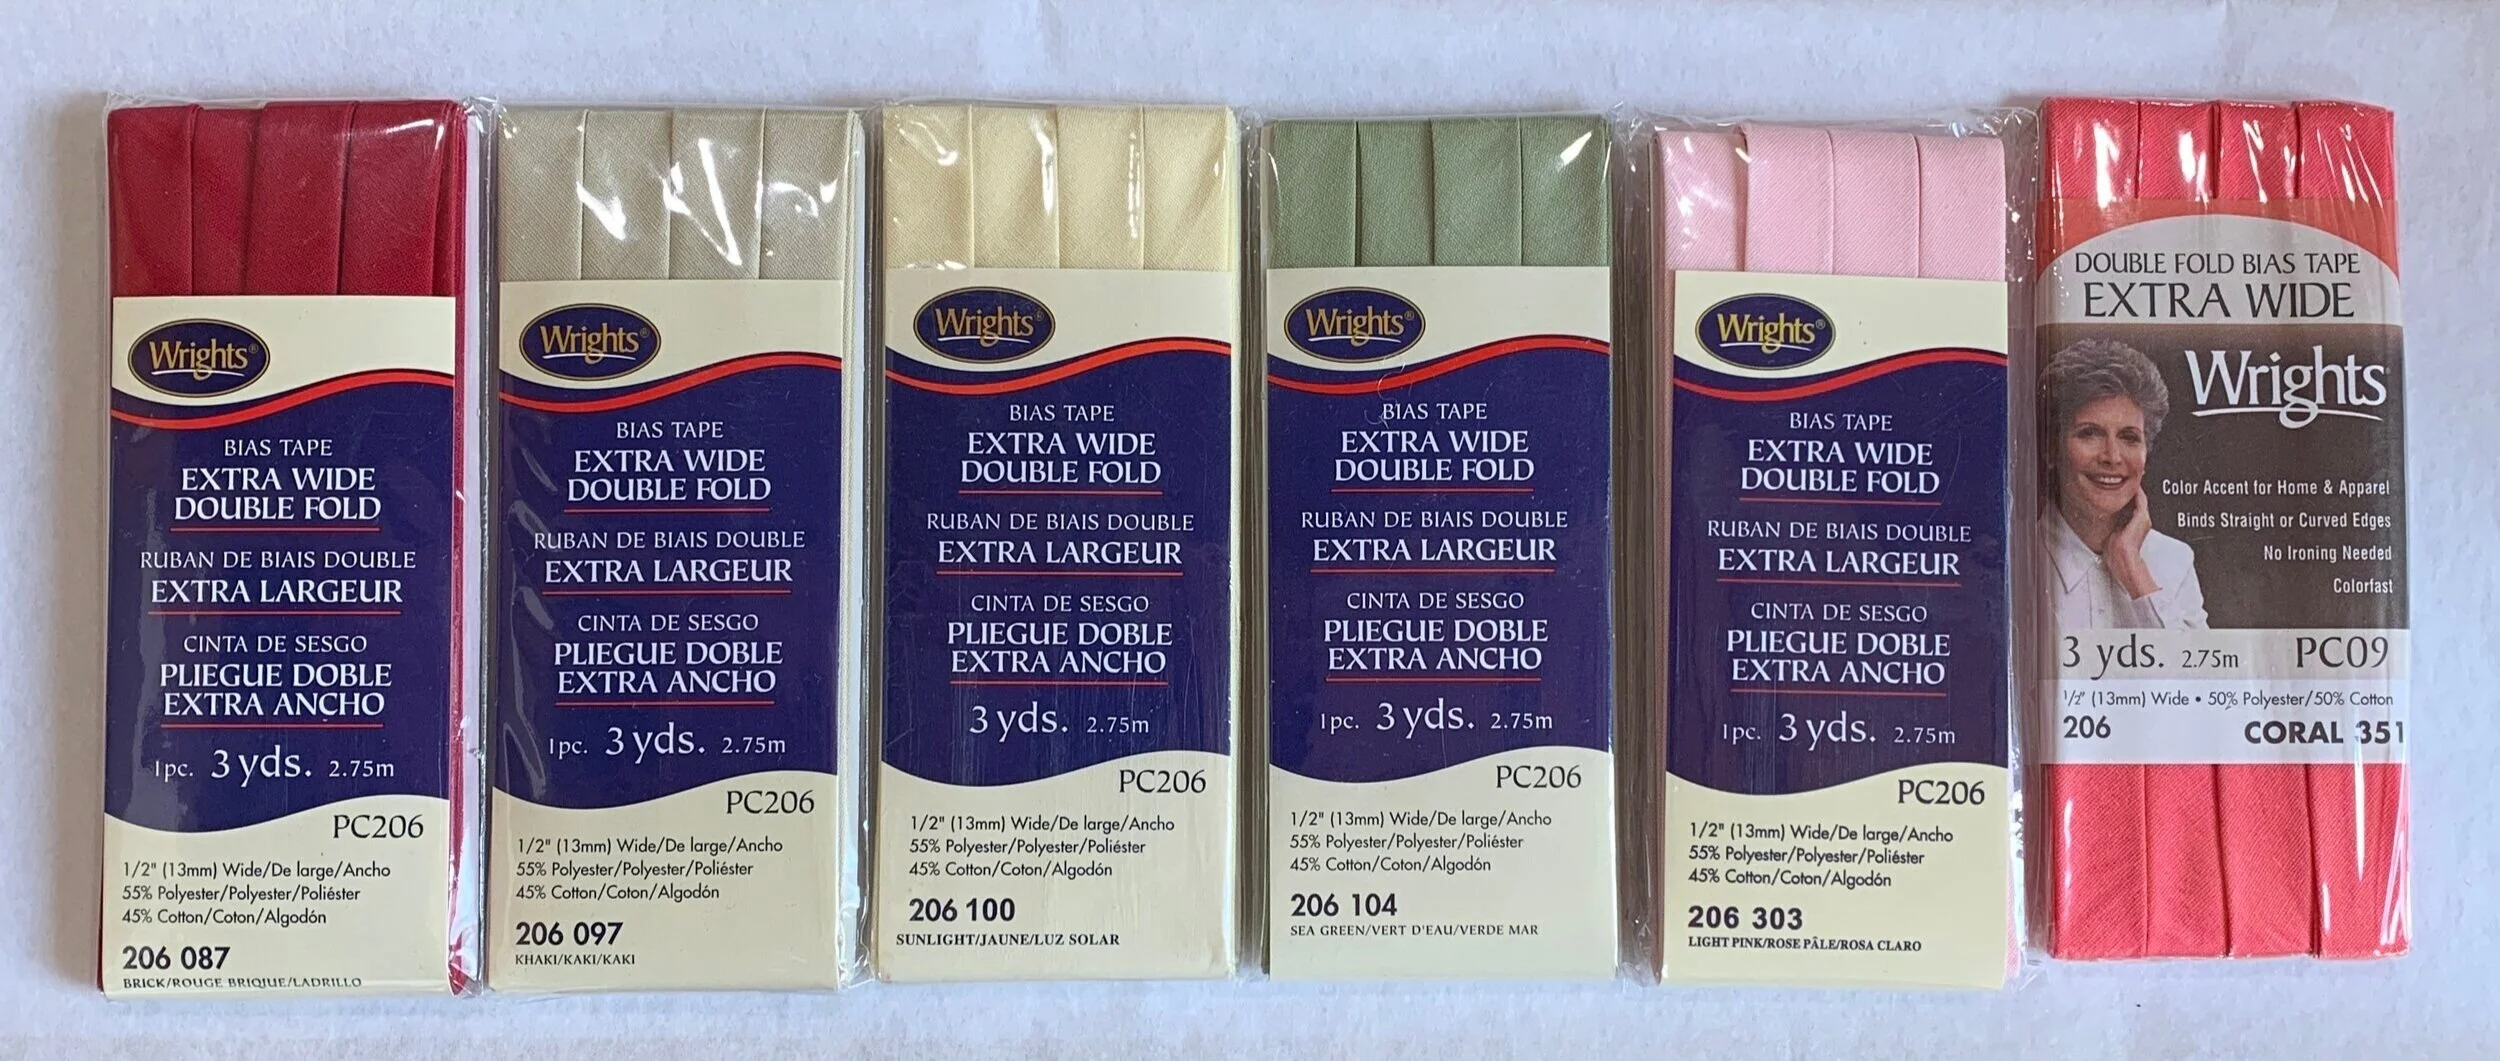 Wrights®
BIAS TAPE
EXTRA WIDE
DOUBLE FOLD
RUBAN DE BIAIS DOUBLE
EXTRA LARGEUR
CINTA DE SESGO
PLIEGUE DOBLE
EXTRA ANCHO
1pc. 3 yds. 2.75m
PC206
1/2" (13mm) Wide/De large/Ancho
55% Polyester/Polyester/Poliéster
45% Cotton/Coton/Algodón
206 087
BRICK/ROUGE BRIQUE/LADRILLO
Wrights®
BIAS TAPE
EXTRA WIDE
DOUBLE FOLD
RUBAN DE BIAIS DOUBLE
EXTRA LARGEUR
CINTA DE SESGO
PLIEGUE DOBLE
EXTRA ANCHO
1pc. 3 yds. 2.75m
PC206
1/2" (13mm) Wide/De large/Ancho
55% Polyester/Polyester/Poliéster
45% Cotton/Coton/Algodón
206 097
KHAKI/KAKI/KAKI
Wrights®
BIAS TAPE
EXTRA WIDE
DOUBLE FOLD
RUBAN DE BIAIS DOUBLE
EXTRA LARGEUR
CINTA DE SESGO
PLIEGUE DOBLE
EXTRA ANCHO
3 yds. 2.75m
PC206
1/2" (13mm) Wide/De large/Ancho
55% Polyester/Polyester/Poliéster
45% Cotton/Coton/Algodón
206 100
SUNLIGHT/JAUNE/LUZ SOLAR
Wrights®
BIAS TAPE
EXTRA WIDE
DOUBLE FOLD
RUBAN DE BIAIS DOUBLE
EXTRA LARGEUR
CINTA DE SESGO
PLIEGUE DOBLE
EXTRA ANCHO
1pc. 3 yds. 2.75m
PC206
1/2" (13mm) Wide/De large/Ancho
55% Polyester/Polyester/Poliéster
45% Cotton/Coton/Algodón
206 104
SEA GREEN/VERT D'EAU/VERDE MAR
Wrights®
BIAS TAPE
EXTRA WIDE
DOUBLE FOLD
RUBAN DE BIAIS DOUBLE
EXTRA LARGEUR
CINTA DE SESGO
PLIEGUE DOBLE
EXTRA ANCHO
1pc. 3 yds. 2.75m
PC206
1/2" (13mm) Wide/De large/Ancho
55% Polyester/Polyester/Poliéster
45% Cotton/Coton/Algodón
206 303
LIGHT PINK/ROSE PÂLE/ROSA CLARO
DOUBLE FOLD BIAS TAPE
EXTRA WIDE
Wrights
Color Accent for Home & Apparel
Binds Straight or Curved Edges
No Ironing Needed
Colorfast
3 yds. 2.75m PC09
1/2" (13mm) Wide • 50% Polyester/50% Cotton
206 CORAL 351